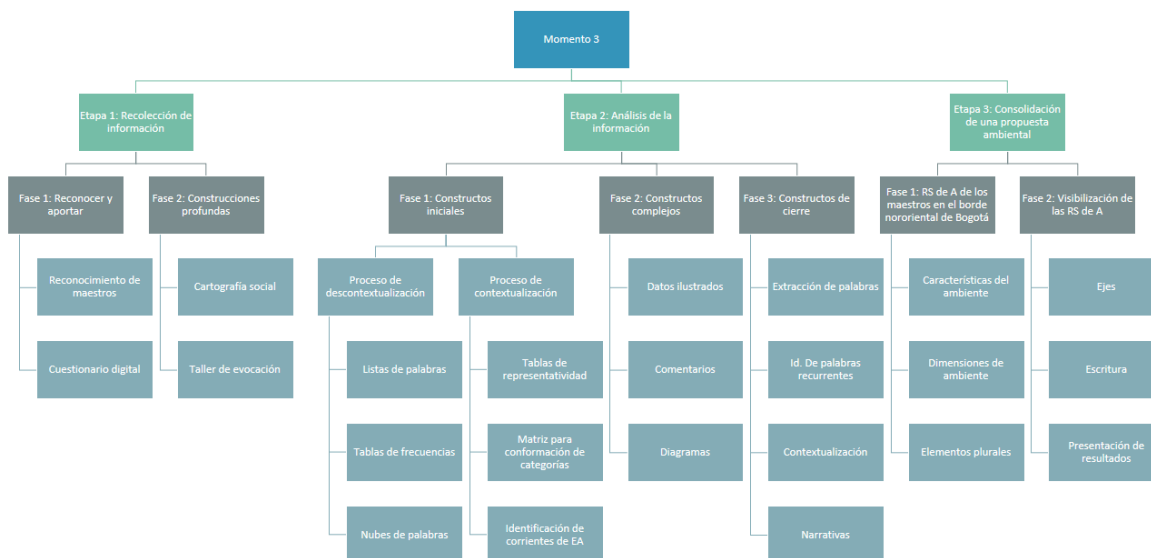 Momento 3
Etapa 1: Recolección de
información
Etapa 2: Análisis de la
información
Etapa 3: Consolidación
de una propuesta
ambiental
Fase 1: Reconocer y
aportar
Fase 2: Construcciones
profundas
Fase 1: Constructos
iniciales
Fase 2: Constructos
complejos
Fase 3: Constructos
de cierre
Fase 1: RS de A de los
maestros en el borde
nororiental de Bogotá
Fase 2: Visibilización de
las RS de A
Reconocimiento de
maestros
Cartografía social
Proceso de
descontextualización
Proceso de
contextualización
Datos ilustrados
Extracción de palabras
Características del
ambiente
Ejes
Cuestionario digital
Taller de evocación
Listas de palabras
Tablas de
representatividad
Comentarios
Id. De palabras
recurrentes
Dimensiones de
ambiente
Escritura
Tablas de frecuencias
Matriz para
conformación de
categorías
Diagramas
Contextualización
Elementos plurales
Presentación de
resultados
Nubes de palabras
Identificación de
corrientes de EA
Narrativas